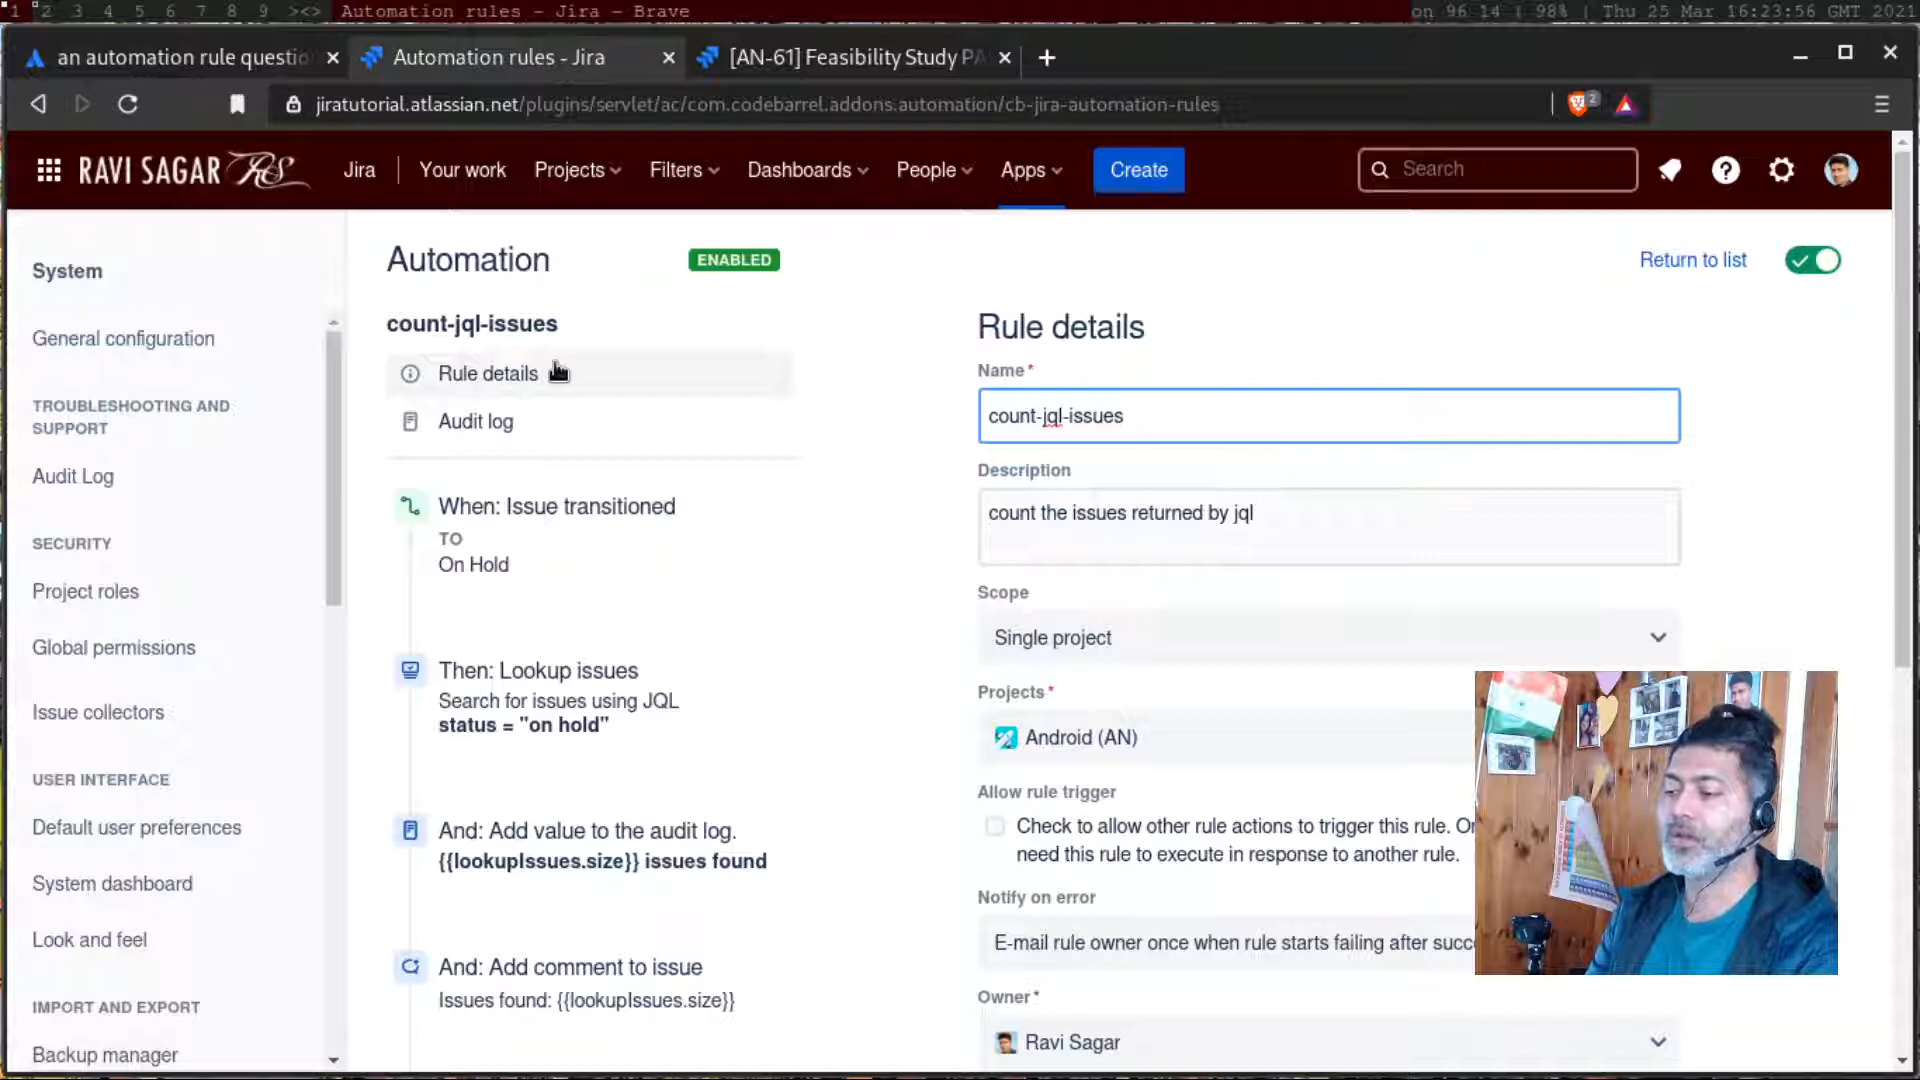 1 2 3 4 5 6 7 8 9 ><> Automation rules - Jira - Brave
on 96 14 | 98% | Thu 25 Mar 16:23:56 GMT 2021
an automation rule questio
Automation rules - Jira
[AN-61] Feasibility Study PA
jiratutorial.atlassian.net/plugins/servlet/ac/com.codebarrel.addons.automation/cb-jira-automation-rules
2
RAVI SAGAR RS
Jira
Your work
Projects
Filters
Dashboards
People
Apps
Create
Search
System
General configuration
TROUBLESHOOTING AND
SUPPORT
Audit Log
SECURITY
Project roles
Global permissions
Issue collectors
USER INTERFACE
Default user preferences
System dashboard
Look and feel
IMPORT AND EXPORT
Backup manager
Automation
ENABLED
Return to list
count-jql-issues
Rule details
Audit log
When: Issue transitioned
TO
On Hold
Then: Lookup issues
Search for issues using JQL
status = "on hold"
And: Add value to the audit log.
{{lookupIssues.size}} issues found
And: Add comment to issue
Issues found: {{lookupIssues.size}}
Rule details
Name*
count-jql-issues
Description
count the issues returned by jql
Scope
Single project
Projects*
Android (AN)
Allow rule trigger
Check to allow other rule actions to trigger this rule. On
need this rule to execute in response to another rule.
Notify on error
E-mail rule owner once when rule starts failing after succ
Owner*
Ravi Sagar